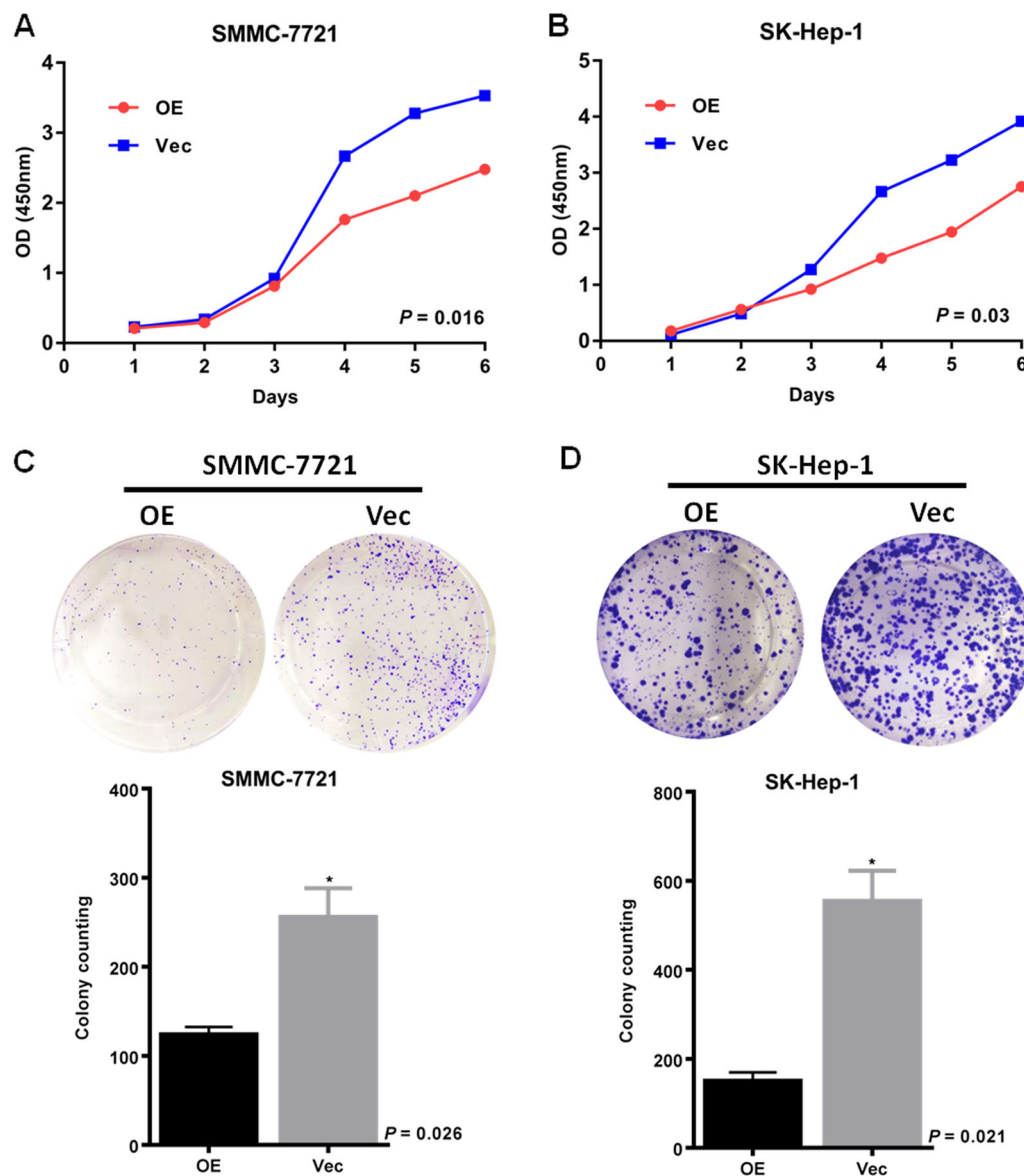 A
SMMC-7721
4
3
2
1
0
OD (450nm)
OE
Vec
P = 0.016
0 1 2 3 4 5 6
Days
B
SK-Hep-1
5
4
3
2
1
0
OD (450nm)
OE
Vec
P = 0.03
0 1 2 3 4 5 6
Days
C
SMMC-7721
OE Vec
SMMC-7721
400
300
200
100
0
Colony counting
*
P = 0.026
OE Vec
D
SK-Hep-1
OE Vec
SK-Hep-1
800
600
400
200
0
Colony counting
*
P = 0.021
OE Vec